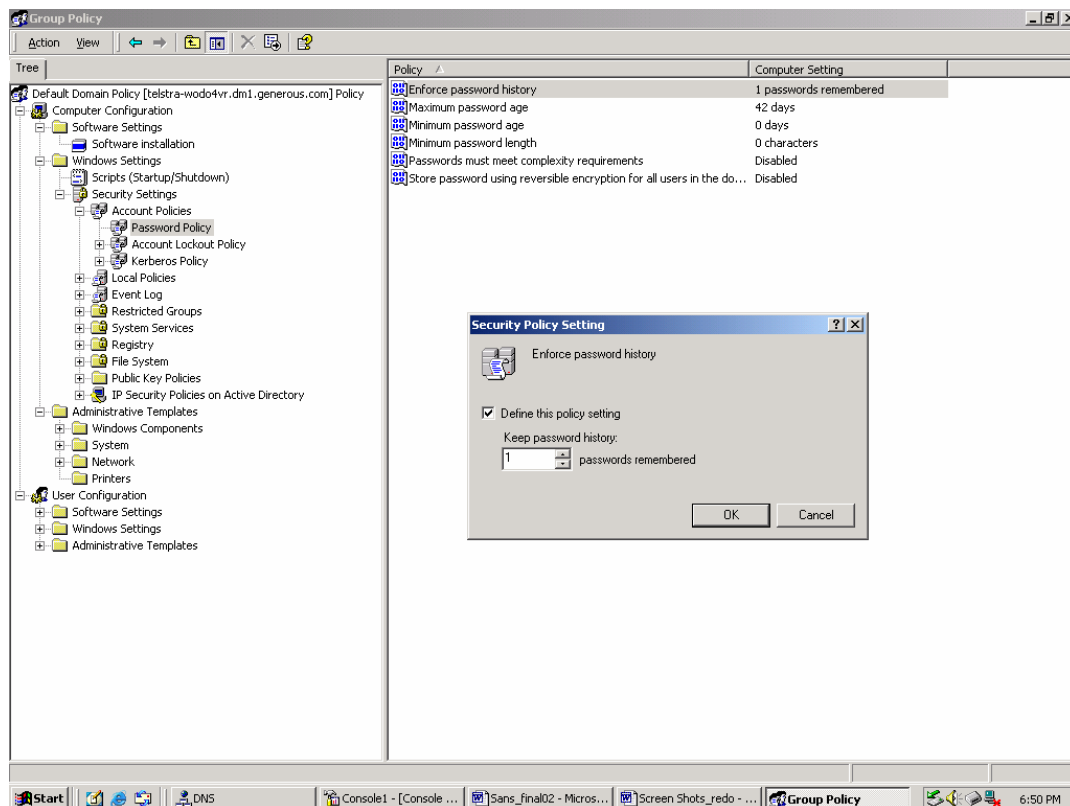 Group Policy
Action View
Tree
Policy Computer Setting
Default Domain Policy [telstra-wodo4vr.dm1.generous.com] Policy
Computer Configuration
Software Settings
Software installation
Windows Settings
Scripts (Startup/Shutdown)
Security Settings
Account Policies
Password Policy
Account Lockout Policy
Kerberos Policy
Local Policies
Event Log
Restricted Groups
System Services
Registry
File System
Public Key Policies
IP Security Policies on Active Directory
Administrative Templates
Windows Components
System
Network
Printers
User Configuration
Software Settings
Windows Settings
Administrative Templates
Enforce password history 1 passwords remembered
Maximum password age 42 days
Minimum password age 0 days
Minimum password length 0 characters
Passwords must meet complexity requirements Disabled
Store password using reversible encryption for all users in the do... Disabled
Security Policy Setting
Enforce password history
Define this policy setting
Keep password history:
1 passwords remembered
OK Cancel
Start DNS Console1 - [Console ... Sans_final02 - Micros... Screen Shots_redo - ... Group Policy 6:50 PM